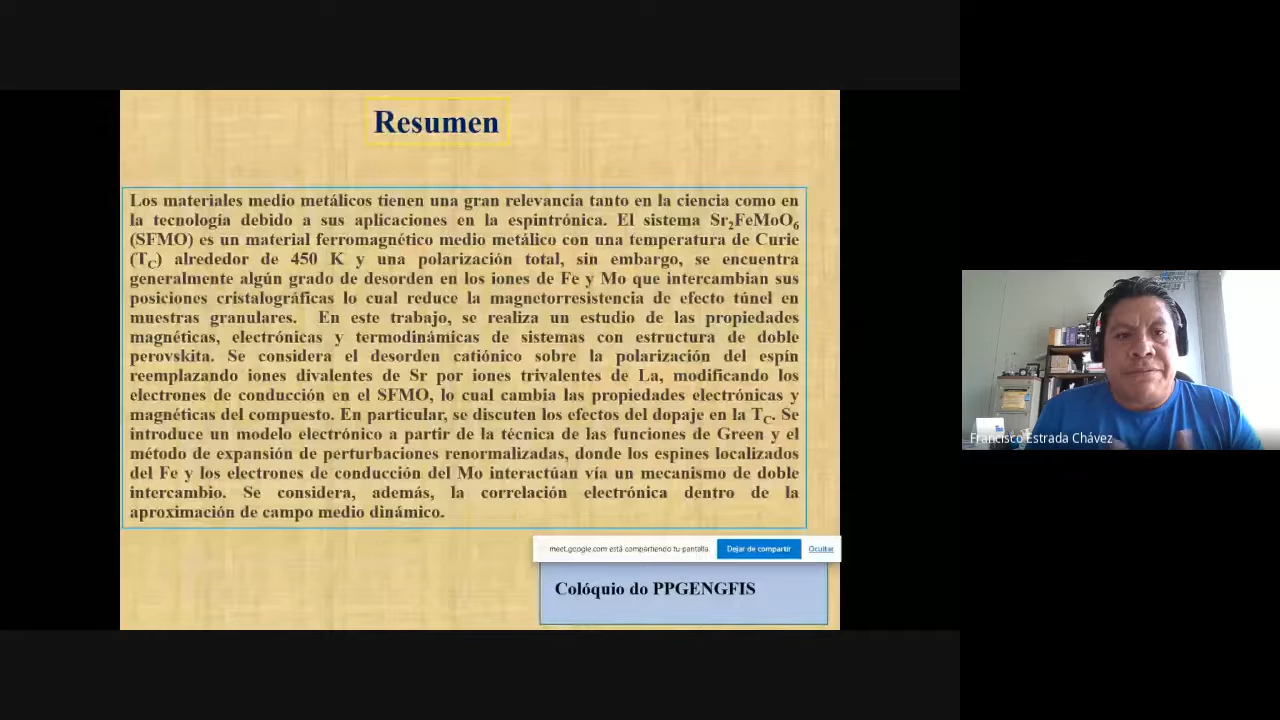 Resumen
Los materiales medio metálicos tienen una gran relevancia tanto en la ciencia como en
la tecnología debido a sus aplicaciones en la espintrónica. El sistema Sr₂FeMoO₆
(SFMO) es un material ferromagnético medio metálico con una temperatura de Curie
(T_C) alrededor de 450 K y una polarización total, sin embargo, se encuentra
generalmente algún grado de desorden en los iones de Fe y Mo que intercambian sus
posiciones cristalográficas lo cual reduce la magnetorresistencia de efecto túnel en
muestras granulares. En este trabajo, se realiza un estudio de las propiedades
magnéticas, electrónicas y termodinámicas de sistemas con estructura de doble
perovskita. Se considera el desorden catiónico sobre la polarización del espín
reemplazando iones divalentes de Sr por iones trivalentes de La, modificando los
electrones de conducción en el SFMO, lo cual cambia las propiedades electrónicas y
magnéticas del compuesto. En particular, se discuten los efectos del dopaje en la T_C. Se
introduce un modelo electrónico a partir de la técnica de las funciones de Green y el
método de expansión de perturbaciones renormalizadas, donde los espines localizados
del Fe y los electrones de conducción del Mo interactúan vía un mecanismo de doble
intercambio. Se considera, además, la correlación electrónica dentro de la
aproximación de campo medio dinámico.
meet.google.com está compartiendo tu pantalla. Dejar de compartir Ocultar
Colóquio do PPGENGFIS
Francisco Estrada Chávez